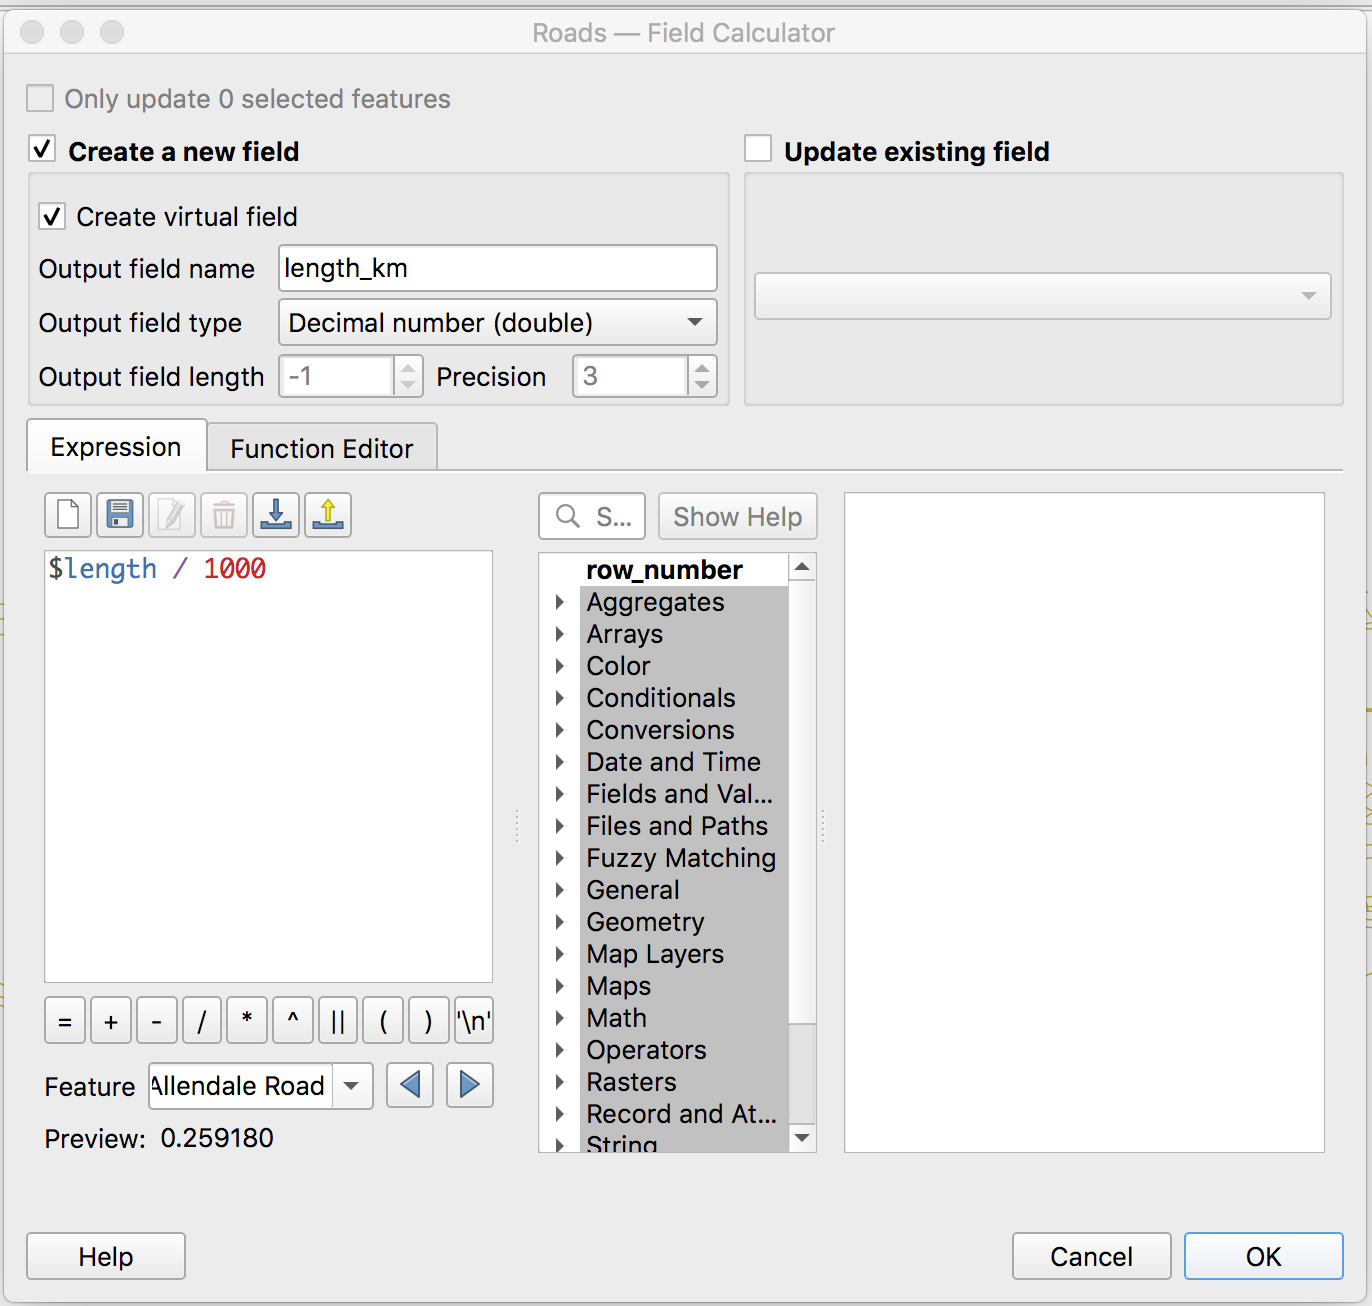 Roads — Field Calculator
Only update 0 selected features
Create a new field
Update existing field
Create virtual field
Output field name length_km
Output field type Decimal number (double)
Output field length -1 Precision 3
Expression Function Editor
S... Show Help
$length / 1000
row_number
Aggregates
Arrays
Color
Conditionals
Conversions
Date and Time
Fields and Val...
Files and Paths
Fuzzy Matching
General
Geometry
Map Layers
Maps
Math
Operators
Rasters
Record and At...
String
= + - / * ^ || ( ) '\n'
Feature Allendale Road
Preview: 0.259180
Help Cancel OK